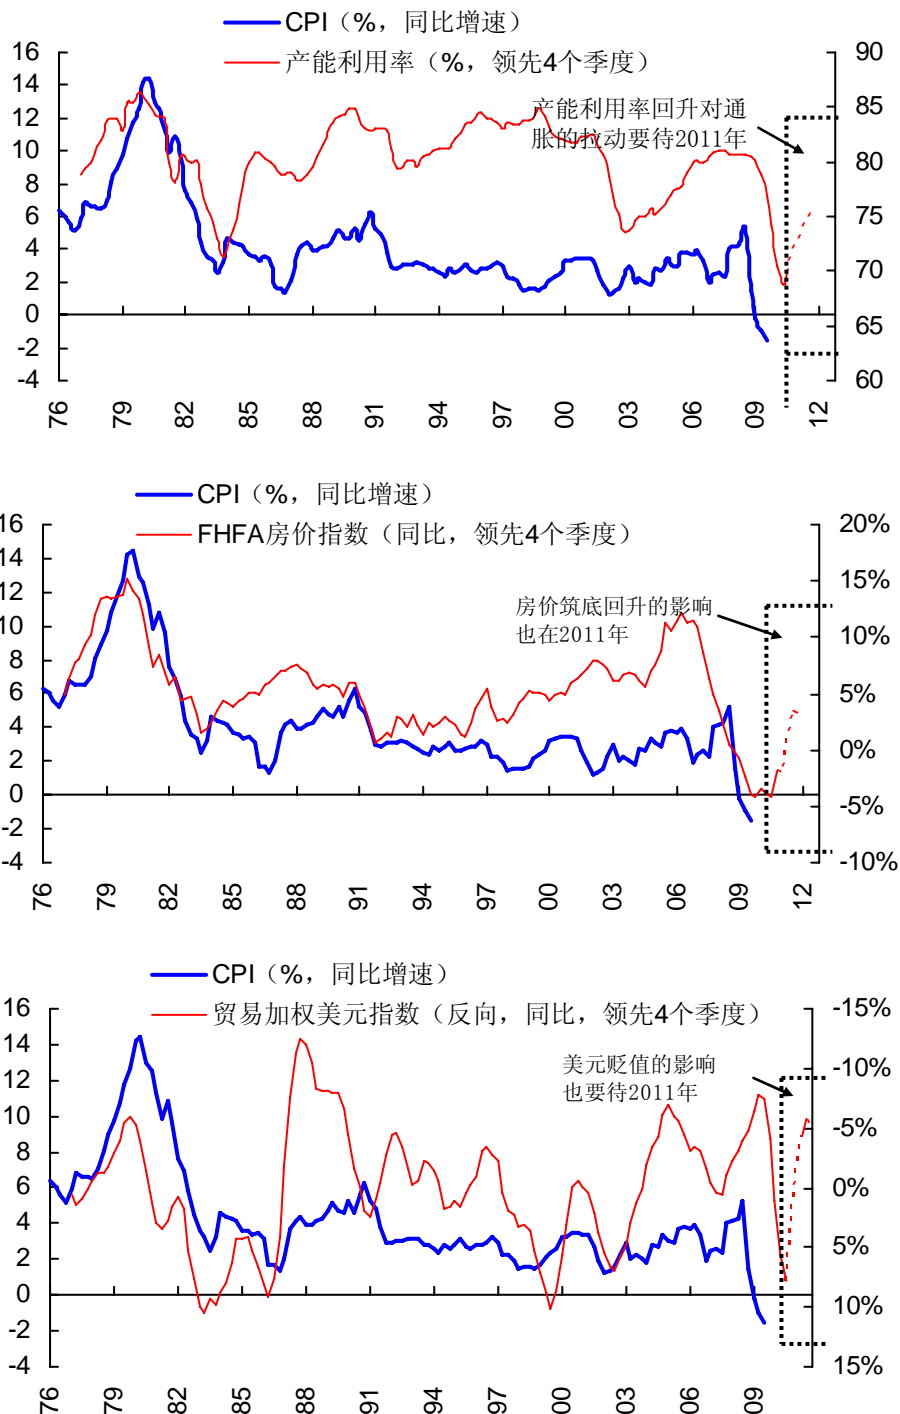 CPI（%，同比增速）
产能利用率（%，领先4个季度）
16 90
14 85
12 80
10 75
8 70
6 65
4 60
2
0
-2
-4
产能利用率回升对通
胀的拉动要待2011年
76 79 82 85 88 91 94 97 00 03 06 09 12
CPI（%，同比增速）
FHFA房价指数（同比，领先4个季度）
16 20%
14 15%
12 10%
10 5%
8 0%
6 -5%
4 -10%
2
0
-2
-4
房价筑底回升的影响
也在2011年
76 79 82 85 88 91 94 97 00 03 06 09 12
CPI（%，同比增速）
贸易加权美元指数（反向，同比，领先4个季度）
16 -15%
14 -10%
12 -5%
10 0%
8 5%
6 10%
4 15%
2
0
-2
-4
美元贬值的影响
也要待2011年
76 79 82 85 88 91 94 97 00 03 06 09